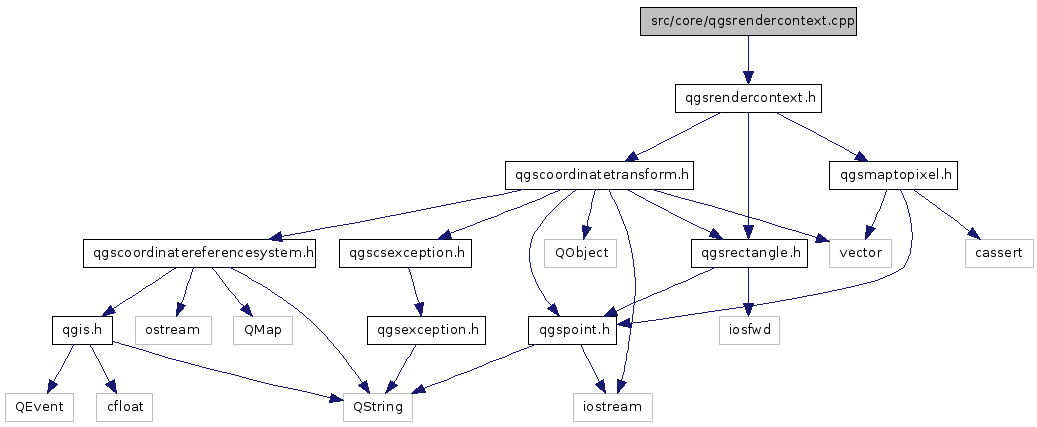 src/core/qgsrendercontext.cpp
qgsrendercontext.h
qgscoordinatetransform.h
qgsmaptopixel.h
qgscoordinatereferencesystem.h
qgscsexception.h
QObject
qgsrectangle.h
vector
cassert
qgis.h
ostream
QMap
qgsexception.h
qgspoint.h
iosfwd
QEvent
cfloat
QString
iostream